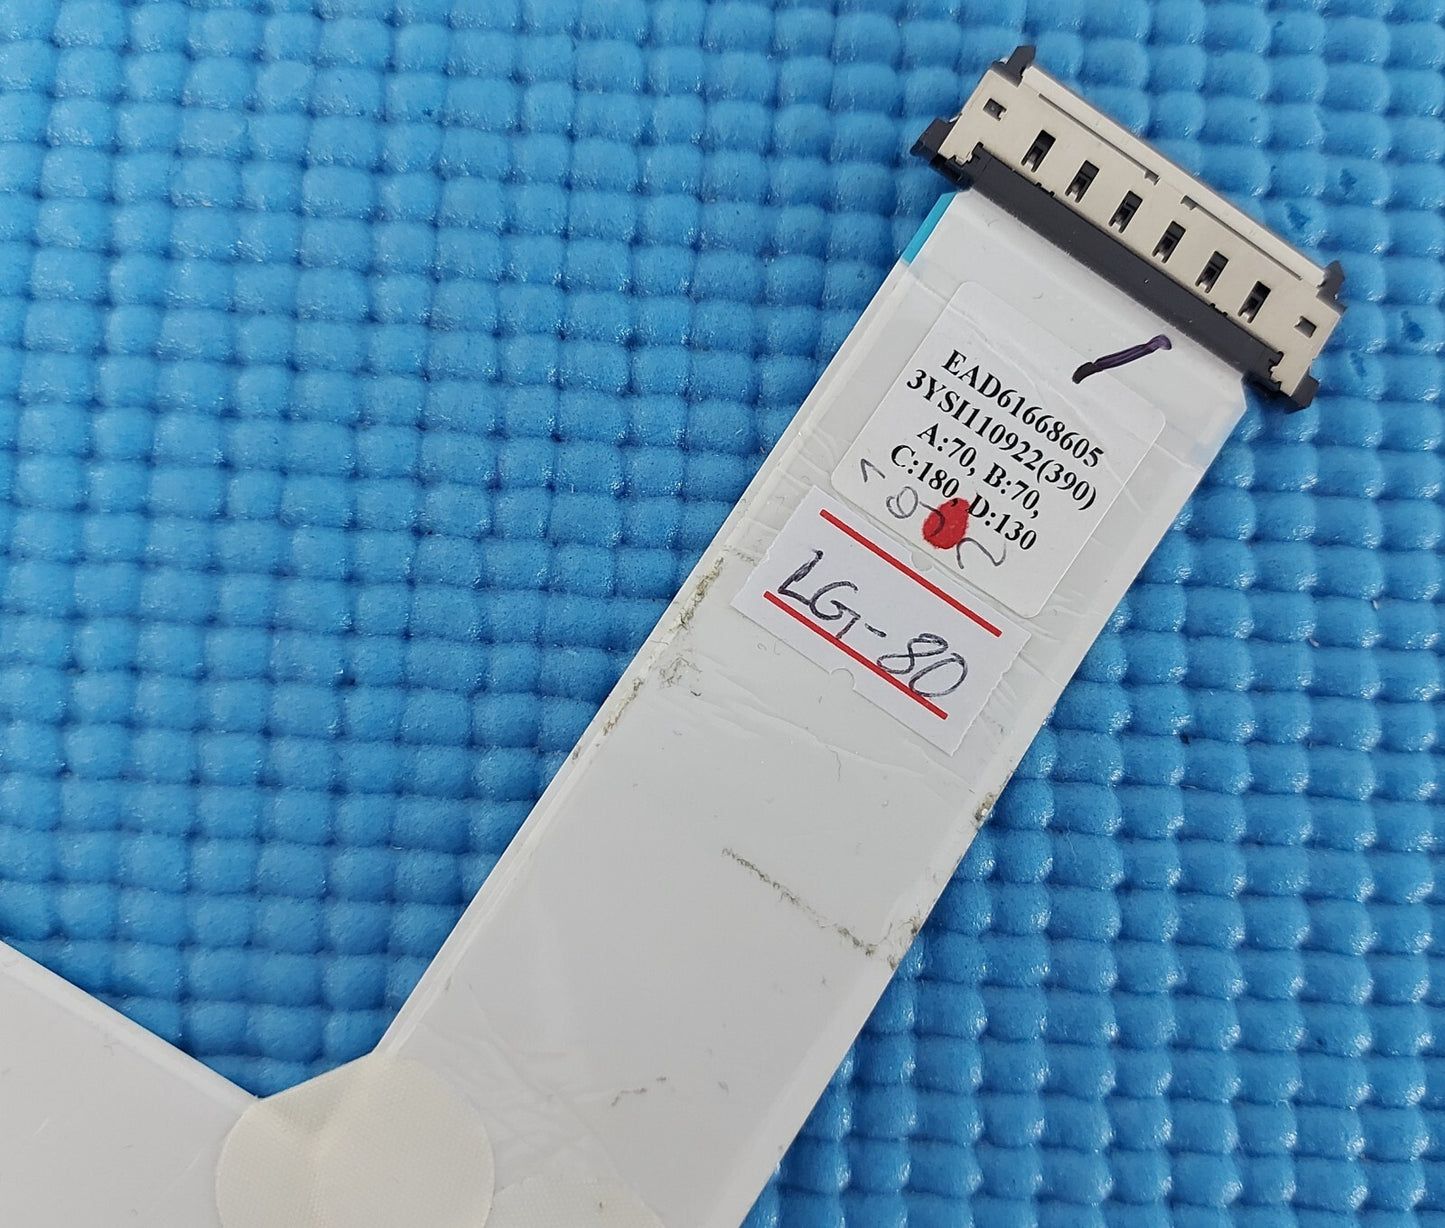 EAD61668605
3YSI110922(390)
A:70, B:70,
C:180, D:130
LG-80